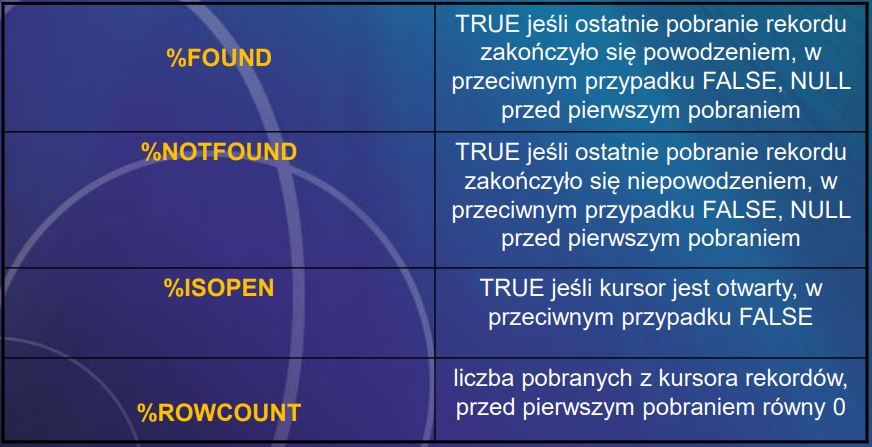 %FOUND
TRUE jeśli ostatnie pobranie rekordu
zakończyło się powodzeniem, w
przeciwnym przypadku FALSE, NULL
przed pierwszym pobraniem
%NOTFOUND
TRUE jeśli ostatnie pobranie rekordu
zakończyło się niepowodzeniem, w
przeciwnym przypadku FALSE, NULL
przed pierwszym pobraniem
%ISOPEN
TRUE jeśli kursor jest otwarty, w
przeciwnym przypadku FALSE
%ROWCOUNT
liczba pobranych z kursora rekordów,
przed pierwszym pobraniem równy 0